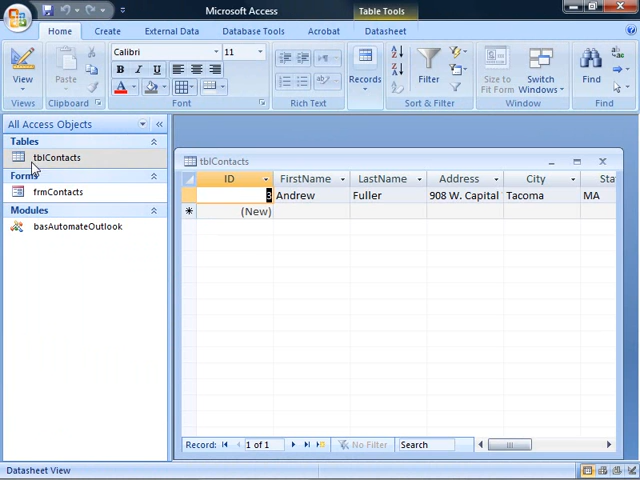 Microsoft Access
Table Tools
Home
Create
External Data
Database Tools
Acrobat
Datasheet
View
Views
Paste
Clipboard
Calibri
11
B I U
A
Font
Rich Text
ab
Records
Filter
Sort & Filter
Size to
Fit Form
Switch
Windows
Window
Find
Find
All Access Objects
Tables
tblContacts
Forms
frmContacts
Modules
basAutomateOutlook
tblContacts
ID FirstName LastName Address City Sta
3 Andrew Fuller 908 W. Capital Tacoma MA
(New)
Record: 1 of 1 No Filter Search
Datasheet View